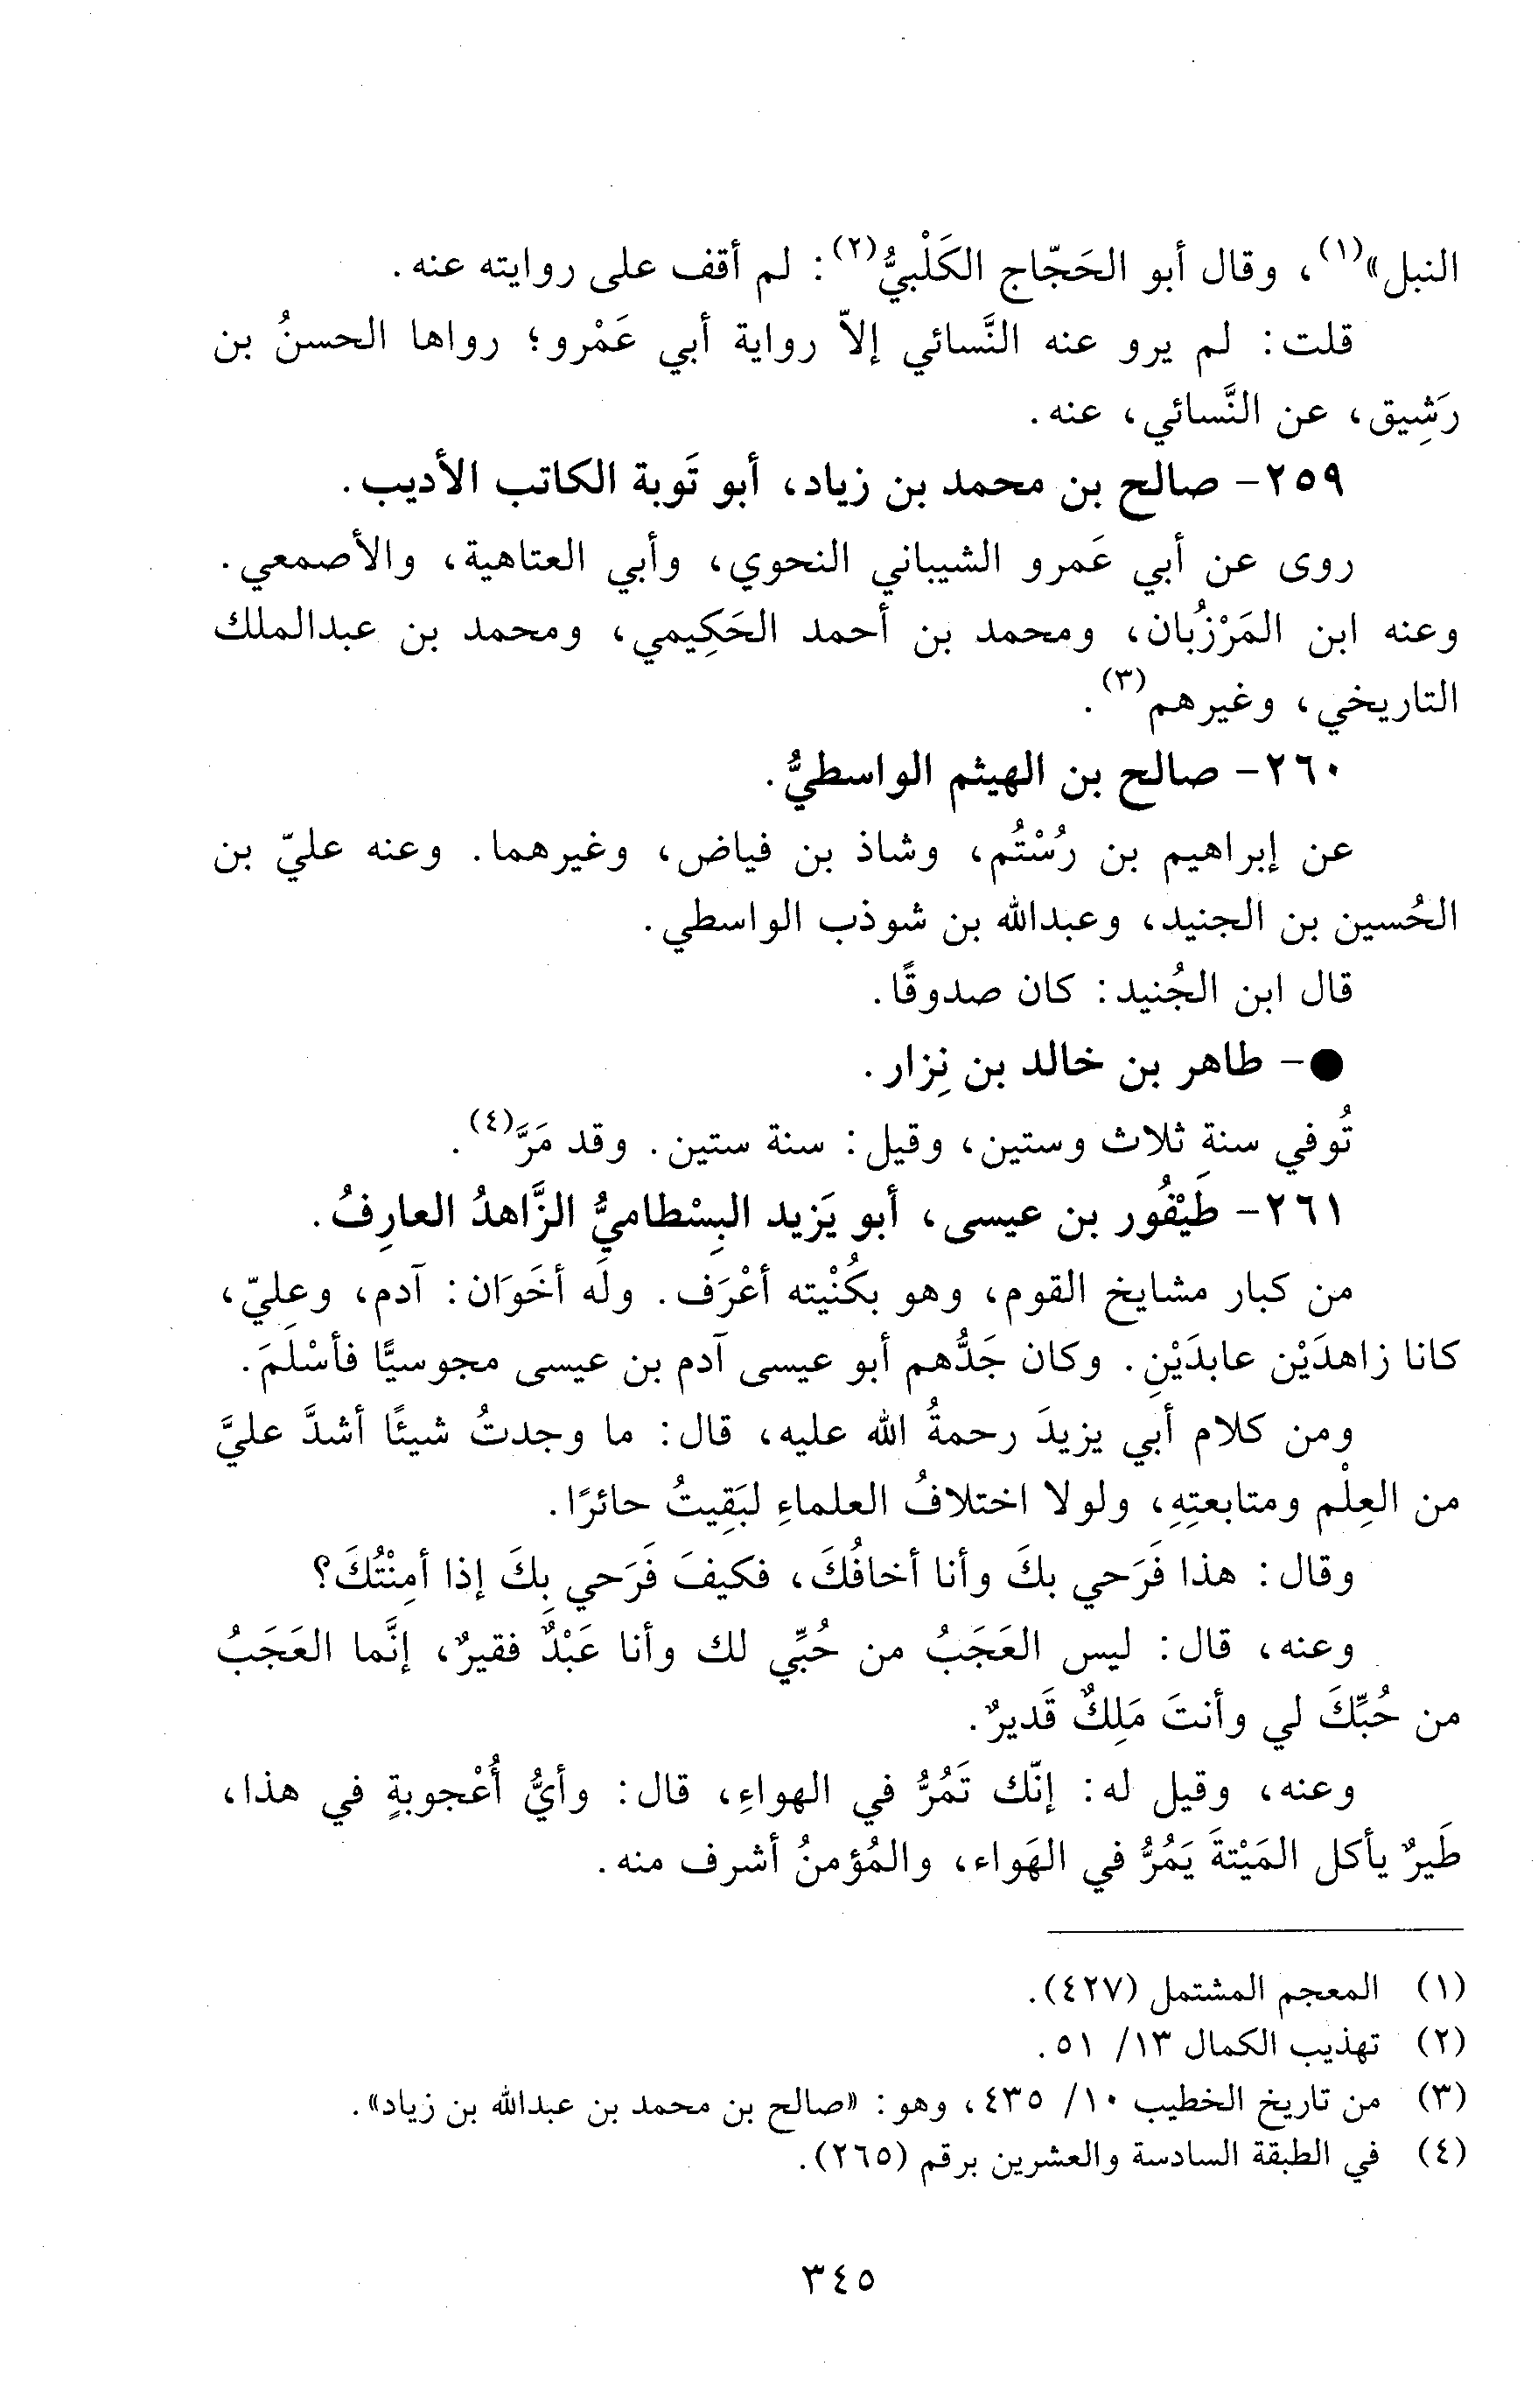 النبل»(١)، وقال أبو الحَجّاج الكَلْبيُّ(٢): لم أقف على روايته عنه.
قلت: لم يرو عنه النَّسائي إلاّ رواية أبي عَمْرو؛ رواها الحسنُ بن
رَشِيق، عن النَّسائي، عنه.
٢٥٩- صالح بن محمد بن زياد، أبو تَوبة الكاتب الأديب.
روى عن أبي عَمرو الشيباني النحوي، وأبي العتاهية، والأصمعي.
وعنه ابن المَرْزُبان، ومحمد بن أحمد الحَكِيمي، ومحمد بن عبدالملك
التاريخي، وغيرهم(٣).
٢٦٠- صالح بن الهيثم الواسطيُّ.
عن إبراهيم بن رُسْتُم، وشاذ بن فياض، وغيرهما. وعنه عليّ بن
الحُسين بن الجنيد، وعبدالله بن شوذب الواسطي.
قال ابن الجُنيد: كان صدوقًا.
●- طاهر بن خالد بن نِزار.
تُوفي سنة ثلاث وستين، وقيل: سنة ستين. وقد مَرَّ(٤).
٢٦١- طَيْفُور بن عيسى، أبو يَزيد البِسْطاميُّ الزَّاهدُ العارِفُ.
من كبار مشايخ القوم، وهو بكُنْيته أعْرَف. وله أخَوَان: آدم، وعليّ،
كانا زاهدَيْن عابدَيْنِ. وكان جَدُّهم أبو عيسى آدم بن عيسى مجوسيًّا فأسْلَمَ.
ومن كلام أبي يزيدَ رحمةُ الله عليه، قال: ما وجدتُ شيئًا أشدَّ عليَّ
من العِلْم ومتابعتِهِ، ولولا اختلافُ العلماءِ لبَقِيتُ حائرًا.
وقال: هذا فَرَحي بكَ وأنا أخافُكَ، فكيفَ فَرَحي بِكَ إذا أمِنْتُكَ؟
وعنه، قال: ليس العَجَبُ من حُبِّي لك وأنا عَبْدٌ فقيرٌ، إنَّما العَجَبُ
من حُبِّكَ لي وأنتَ مَلِكٌ قَديرٌ.
وعنه، وقيل له: إنّك تَمُرُّ في الهواءِ، قال: وأيُّ أُعْجوبةٍ في هذا،
طَيرٌ يأكل المَيْتةَ يَمُرُّ في الهَواء، والمُؤمنُ أشرف منه.
(١) المعجم المشتمل (٤٢٧).
(٢) تهذيب الكمال ١٣/ ٥١.
(٣) من تاريخ الخطيب ١٠/ ٤٣٥، وهو: «صالح بن محمد بن عبدالله بن زياد».
(٤) في الطبقة السادسة والعشرين برقم (٢٦٥).
٣٤٥